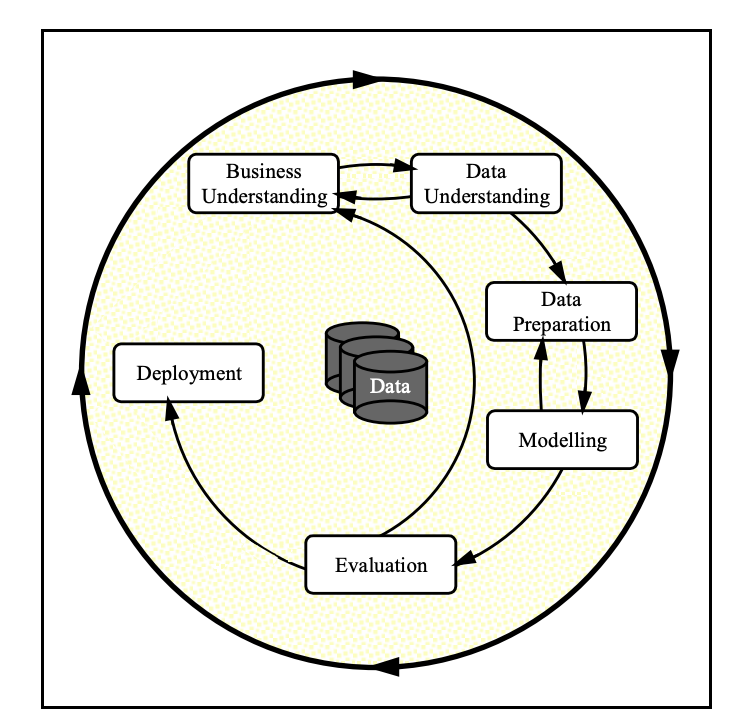 Business
Understanding
Data
Understanding
Data
Preparation
Deployment
Data
Modelling
Evaluation